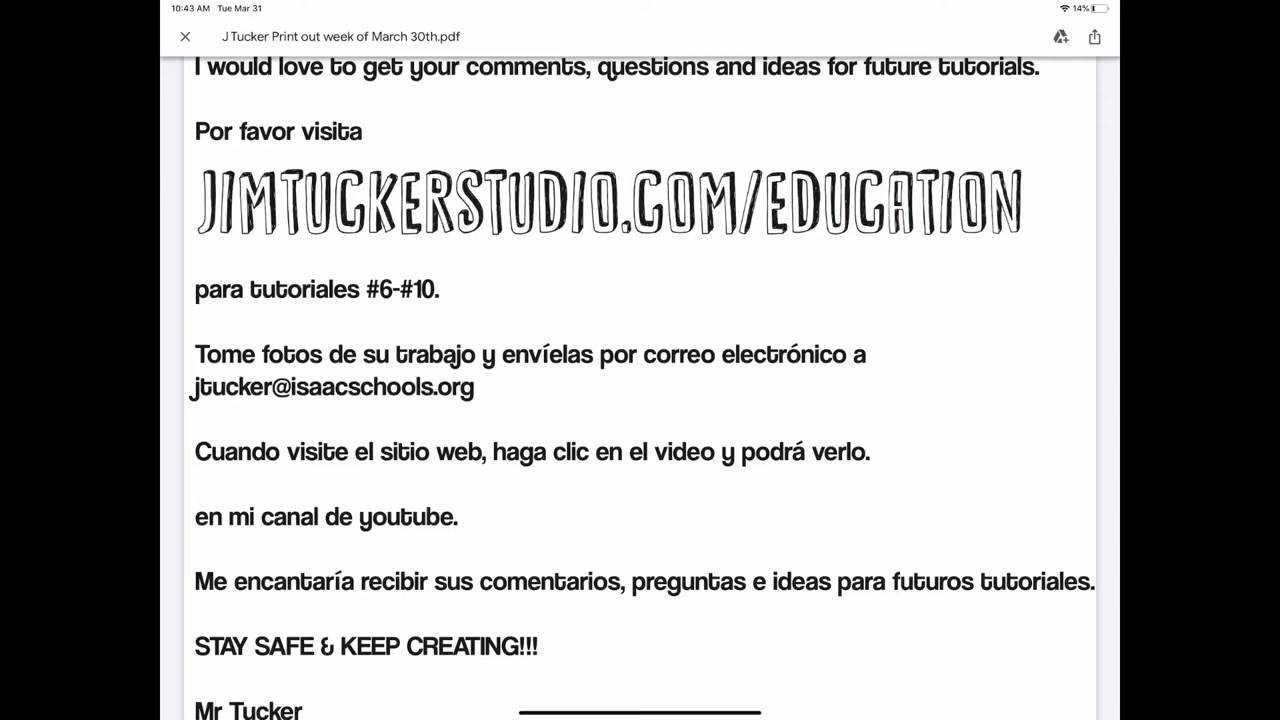 10:43 AM Tue Mar 31
14%
J Tucker Print out week of March 30th.pdf
I would love to get your comments, questions and ideas for future tutorials.
Por favor visita
JIMTUCKERSTUDIO.COM/EDUCATION
para tutoriales #6-#10.
Tome fotos de su trabajo y envíelas por correo electrónico a
jtucker@isaacschools.org
Cuando visite el sitio web, haga clic en el video y podrá verlo.
en mi canal de youtube.
Me encantaría recibir sus comentarios, preguntas e ideas para futuros tutoriales.
STAY SAFE & KEEP CREATING!!!
Mr Tucker